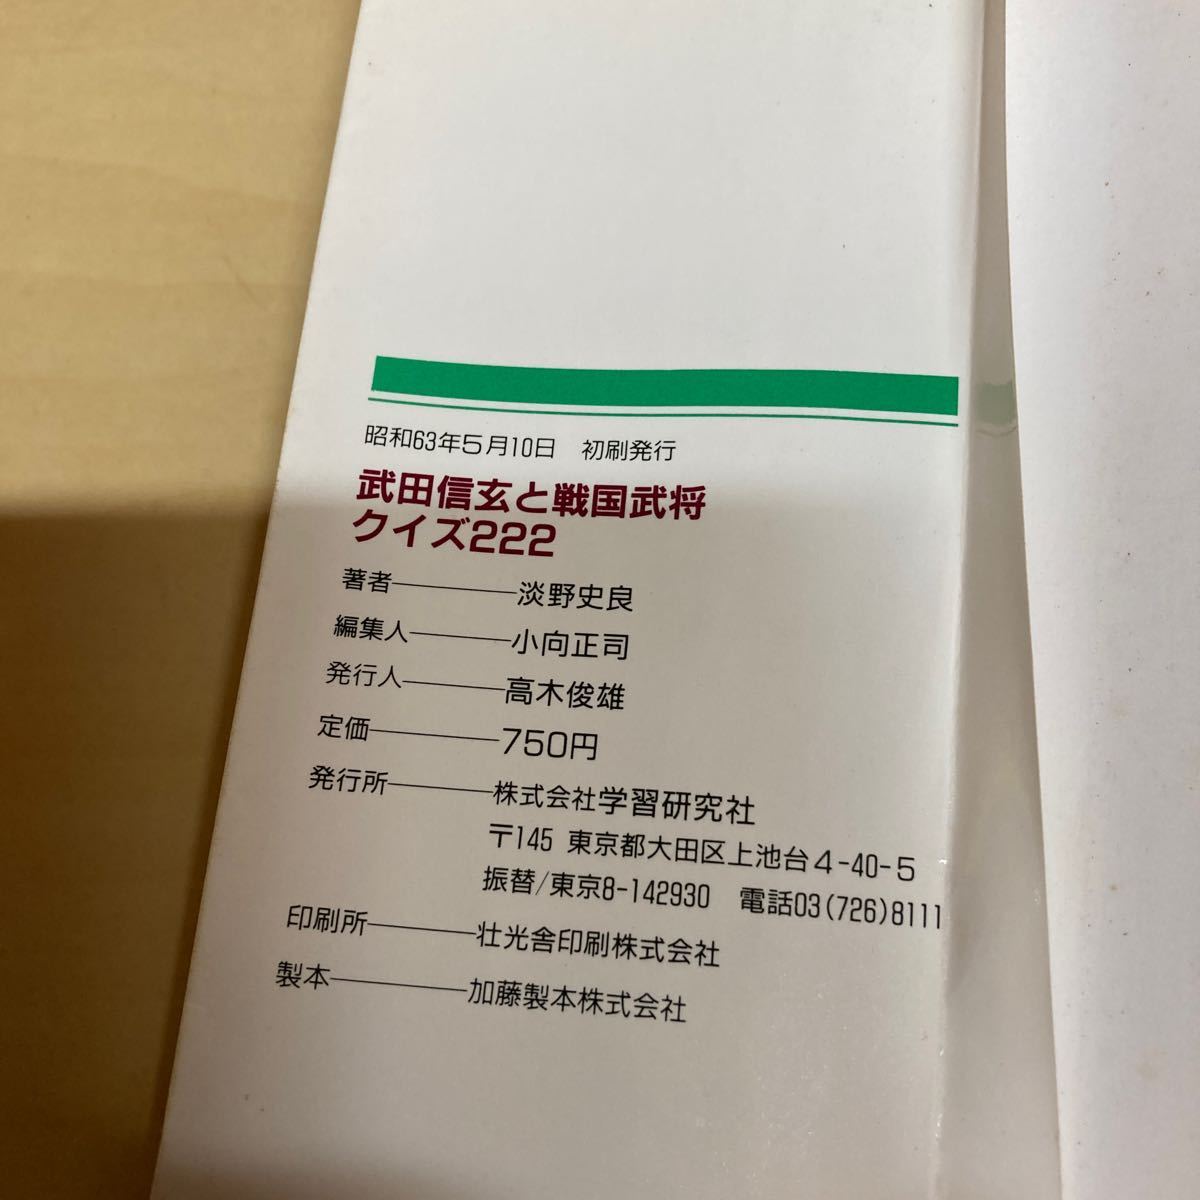 昭和63年5月10日　初刷発行
武田信玄と戦国武将
クイズ222
著者――――淡野史良
編集人―――小向正司
発行人―――高木俊雄
定価――――750円
発行所―――株式会社学習研究社
〒145 東京都大田区上池台4-40-5
振替/東京8-142930　電話03(726)8111
印刷所―――壮光舎印刷株式会社
製本――――加藤製本株式会社